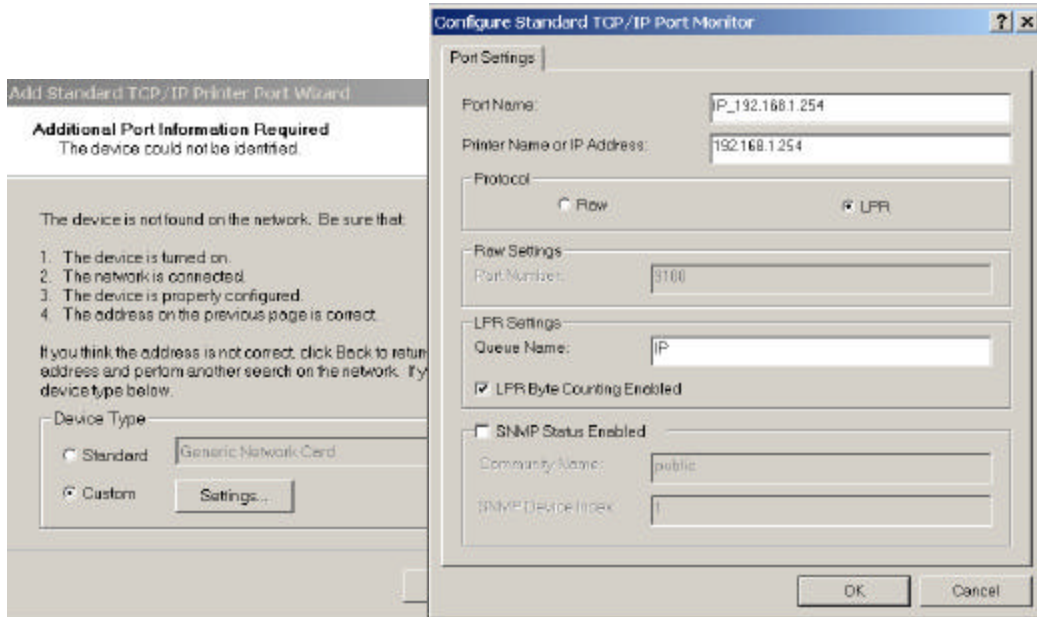 Add Standard TCP/IP Printer Port Wizard
Additional Port Information Required
The device could not be identified.
The device is not found on the network. Be sure that:
1. The device is turned on.
2. The network is connected.
3. The device is properly configured.
4. The address on the previous page is correct.
If you think the address is not correct, click Back to return
address and perform another search on the network. If y
device type below.
Device Type
Standard
Generic Network Card
Custom
Settings...
Configure Standard TCP/IP Port Monitor
Port Settings
Port Name:
IP_192.168.1.254
Printer Name or IP Address:
192.168.1.254
Protocol
Raw
LPR
Raw Settings
Port Number:
9100
LPR Settings
Queue Name:
IP
LPR Byte Counting Enabled
SNMP Status Enabled
Community Name:
public
SNMP Device Index:
1
OK
Cancel